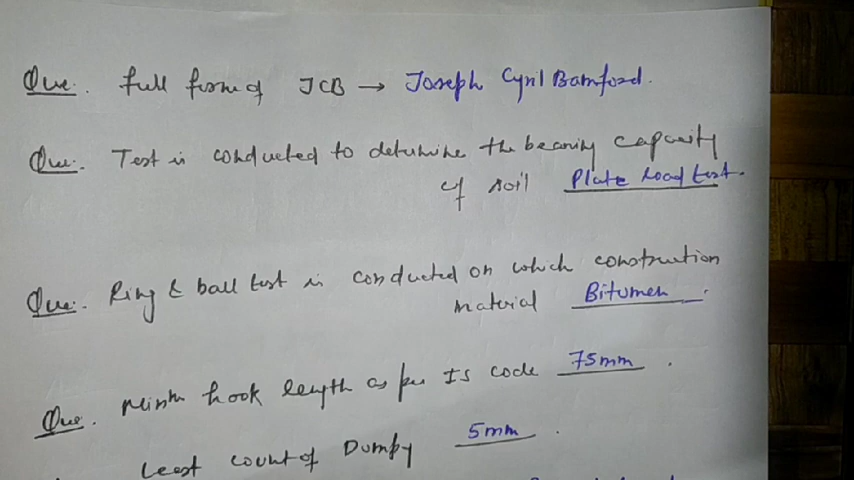 Que. Full form of JCB → Joseph Cyril Bamford.
Que. Test is conducted to determine the bearing capacity
of soil Plate load test.
Que. Ring & ball test is conducted on which construction
material Bitumen.
Que. Minm hook length as per IS code 75mm.
Least count of Dumpy 5mm.